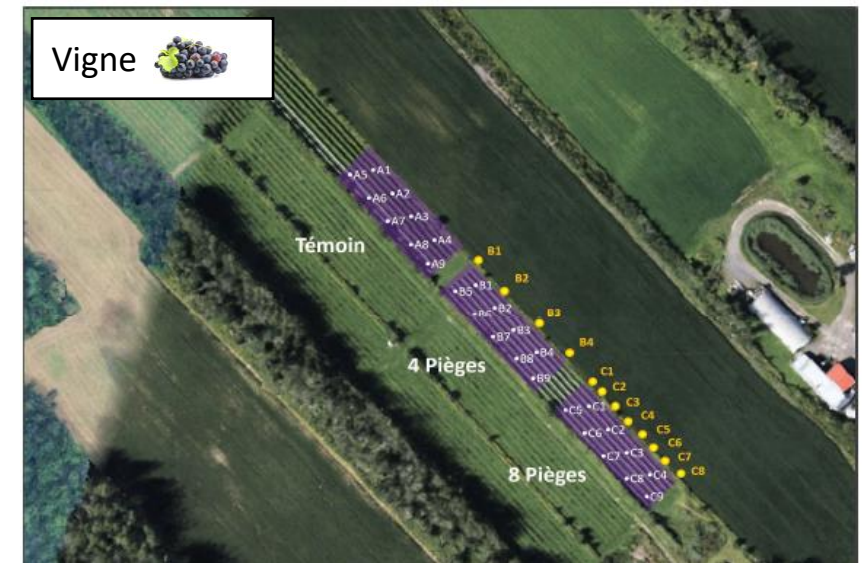 Vigne
A5 A1
A6 A2
A7 A3
A8 A4
A9
Témoin
B1
B2
B3
B4
B5 B1
B6 B2
B7 B3
B8 B4
B9
4 Pièges
C1
C2
C3
C4
C5
C6
C7
C8
C5 C1
C6 C2
C7 C3
C8 C4
C9
8 Pièges